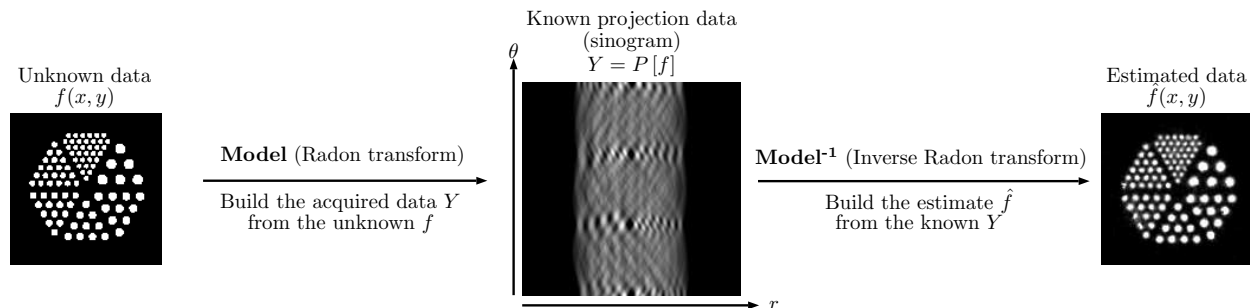 Unknown data
f(x, y)
Model (Radon transform)
Build the acquired data Y
from the unknown f
Known projection data
(sinogram)
Y = P [f]
θ
r
Model⁻¹ (Inverse Radon transform)
Build the estimate f̂
from the known Y
Estimated data
f̂(x, y)